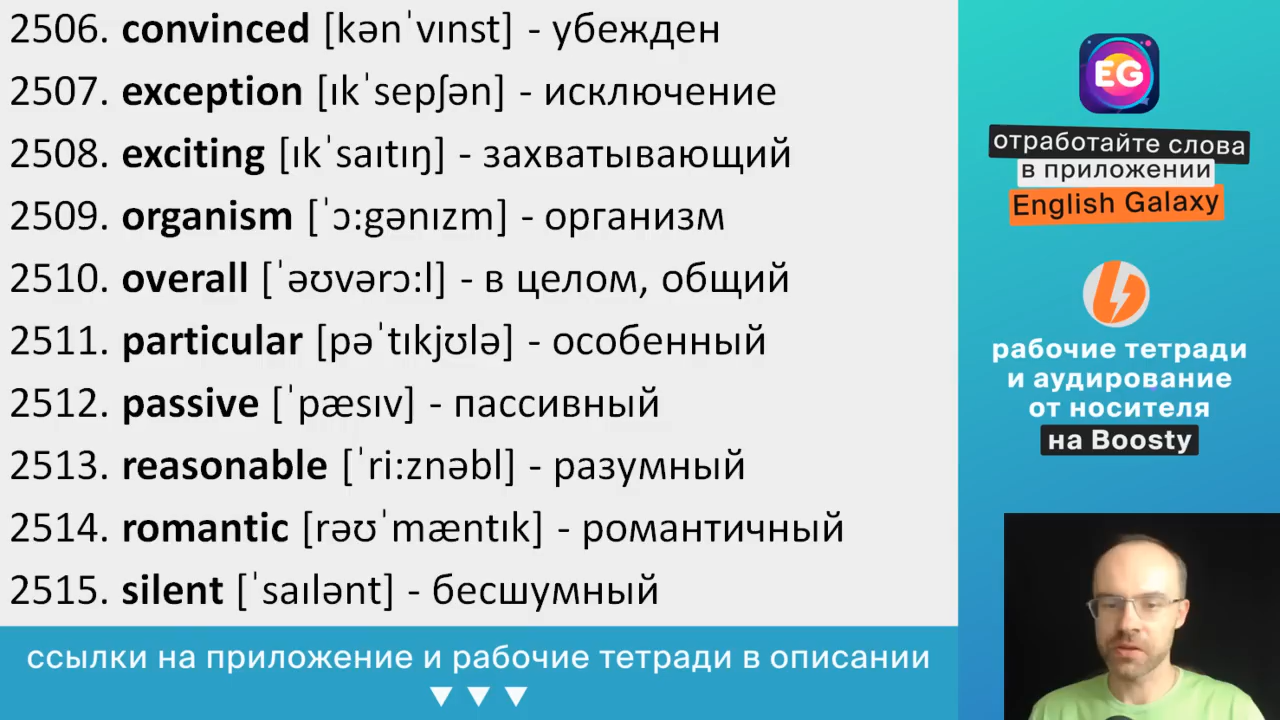 2506. convinced [kənˈvɪnst] - убежден
2507. exception [ɪkˈsepʃən] - исключение
2508. exciting [ɪkˈsaɪtɪŋ] - захватывающий
2509. organism [ˈɔ:gənɪzm] - организм
2510. overall [ˈəʊvərɔ:l] - в целом, общий
2511. particular [pəˈtɪkjʊlə] - особенный
2512. passive [ˈpæsɪv] - пассивный
2513. reasonable [ˈri:znəbl] - разумный
2514. romantic [rəʊˈmæntɪk] - романтичный
2515. silent [ˈsaɪlənt] - бесшумный
ссылки на приложение и рабочие тетради в описании
EG
отработайте слова
в приложении
English Galaxy
рабочие тетради
и аудирование
от носителя
на Boosty